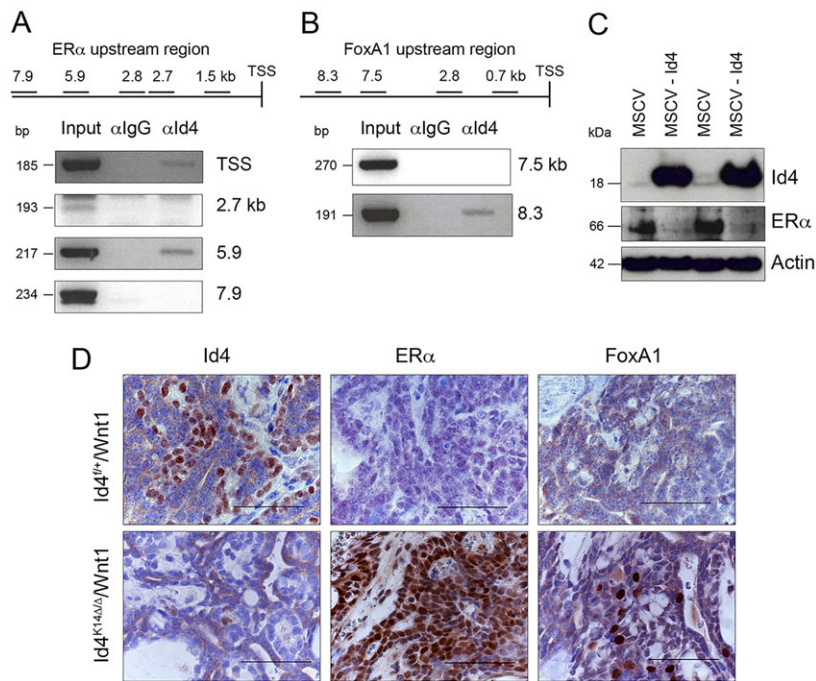 A
ERα upstream region
7.9 5.9 2.8 2.7 1.5 kb TSS
bp Input αIgG αId4
185 TSS
193 2.7 kb
217 5.9
234 7.9
B
FoxA1 upstream region
8.3 7.5 2.8 0.7 kb TSS
bp Input αIgG αId4
270 7.5 kb
191 8.3
C
MSCV MSCV - Id4 MSCV MSCV - Id4
kDa
18 Id4
66 ERα
42 Actin
D
Id4 ERα FoxA1
Id4f/+/Wnt1
Id4K14Δ/Δ/Wnt1